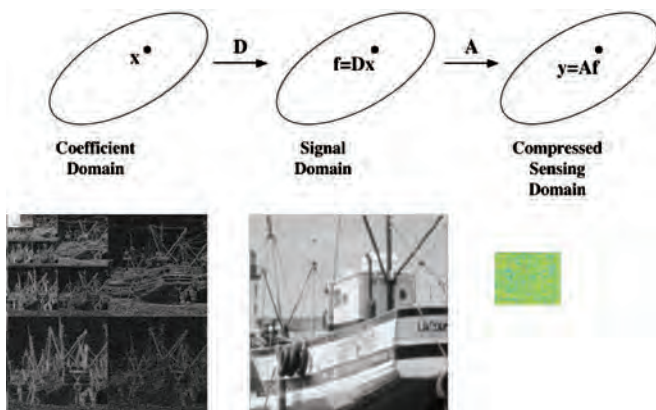 D
A
x
f=Dx
y=Af
Coefficient
Domain
Signal
Domain
Compressed
Sensing
Domain